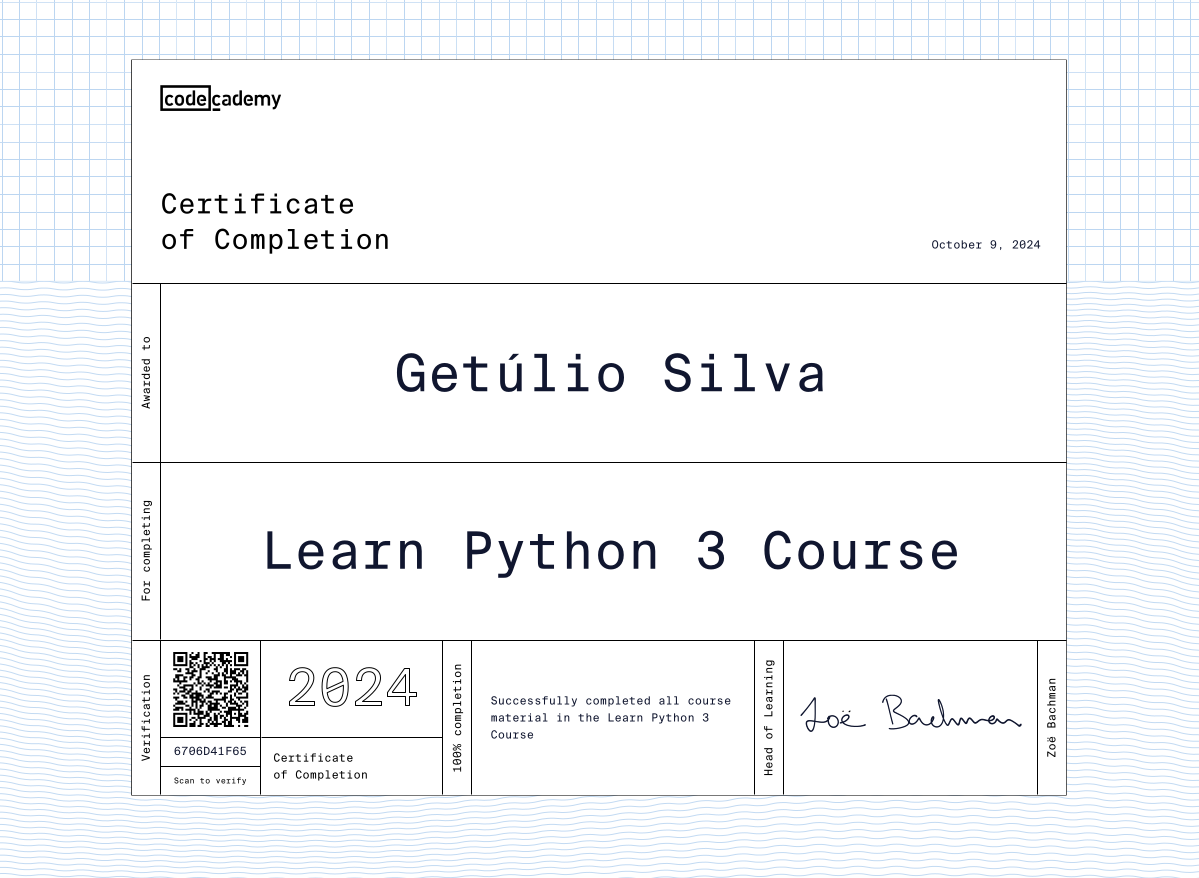 codecademy
Certificate
of Completion
October 9, 2024
Awarded to
Getúlio Silva
For completing
Learn Python 3 Course
Verification
6706D41F65
Scan to verify
2024
Certificate
of Completion
100% completion
Successfully completed all course
material in the Learn Python 3
Course
Head of Learning
Zoë Bachman
Zoë Bachman